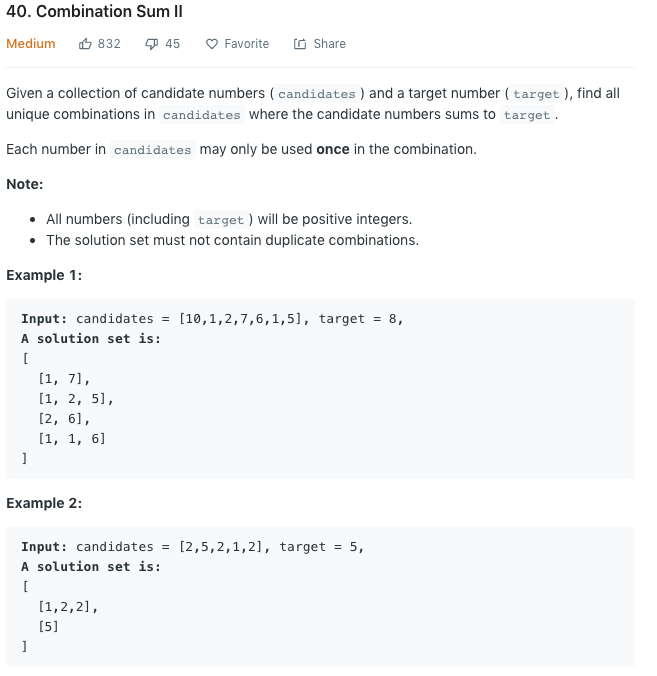 40. Combination Sum II
Medium 832 45 Favorite Share
Given a collection of candidate numbers ( candidates ) and a target number ( target ), find all
unique combinations in candidates where the candidate numbers sums to target .
Each number in candidates may only be used once in the combination.
Note:
• All numbers (including target ) will be positive integers.
• The solution set must not contain duplicate combinations.
Example 1:
Input: candidates = [10,1,2,7,6,1,5], target = 8,
A solution set is:
[
[1, 7],
[1, 2, 5],
[2, 6],
[1, 1, 6]
]
Example 2:
Input: candidates = [2,5,2,1,2], target = 5,
A solution set is:
[
[1,2,2],
[5]
]